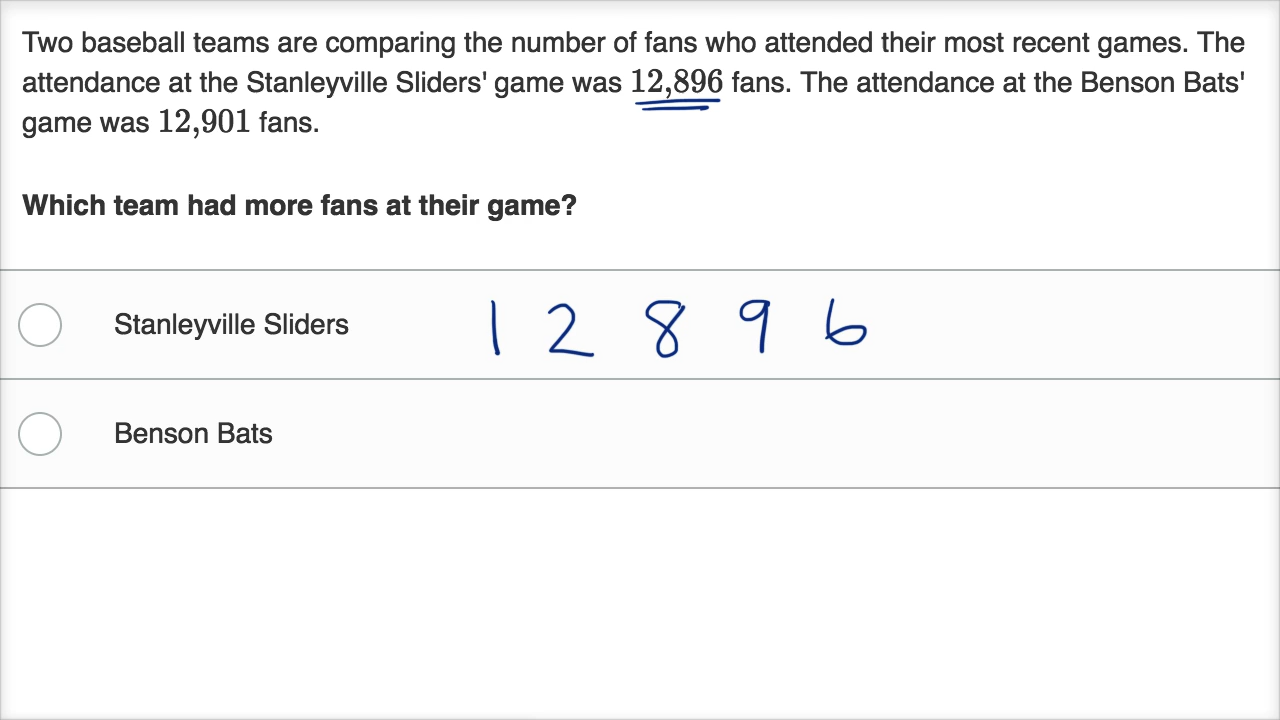 Two baseball teams are comparing the number of fans who attended their most recent games. The
attendance at the Stanleyville Sliders' game was 12,896 fans. The attendance at the Benson Bats'
game was 12,901 fans.
Which team had more fans at their game?
Stanleyville Sliders 1 2 8 9 6
Benson Bats